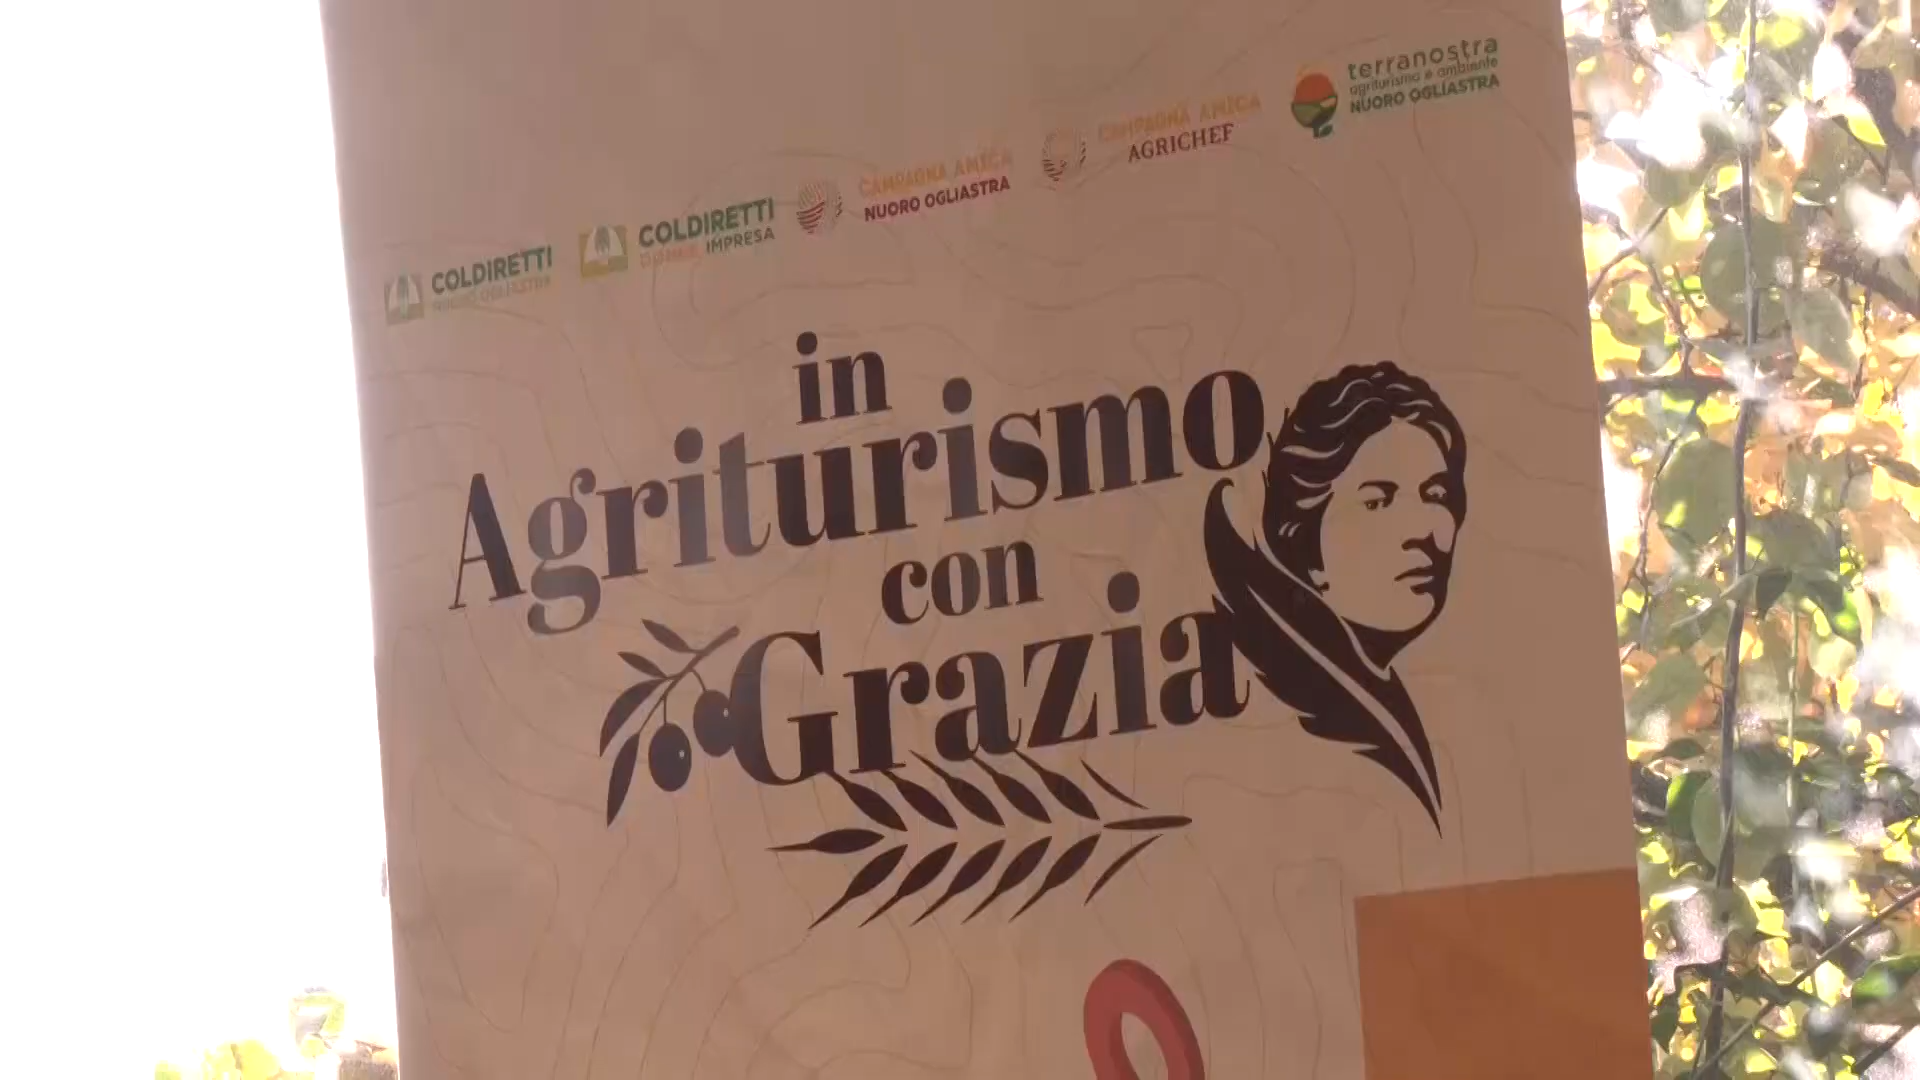 COLDIRETTI
NUORO OGLIASTRA
COLDIRETTI
DONNE IMPRESA
CAMPAGNA AMICA
NUORO OGLIASTRA
CAMPAGNA AMICA
AGRICHEF
terranostra
agriturismo e ambiente
NUORO OGLIASTRA
in
Agriturismo
con
Grazia